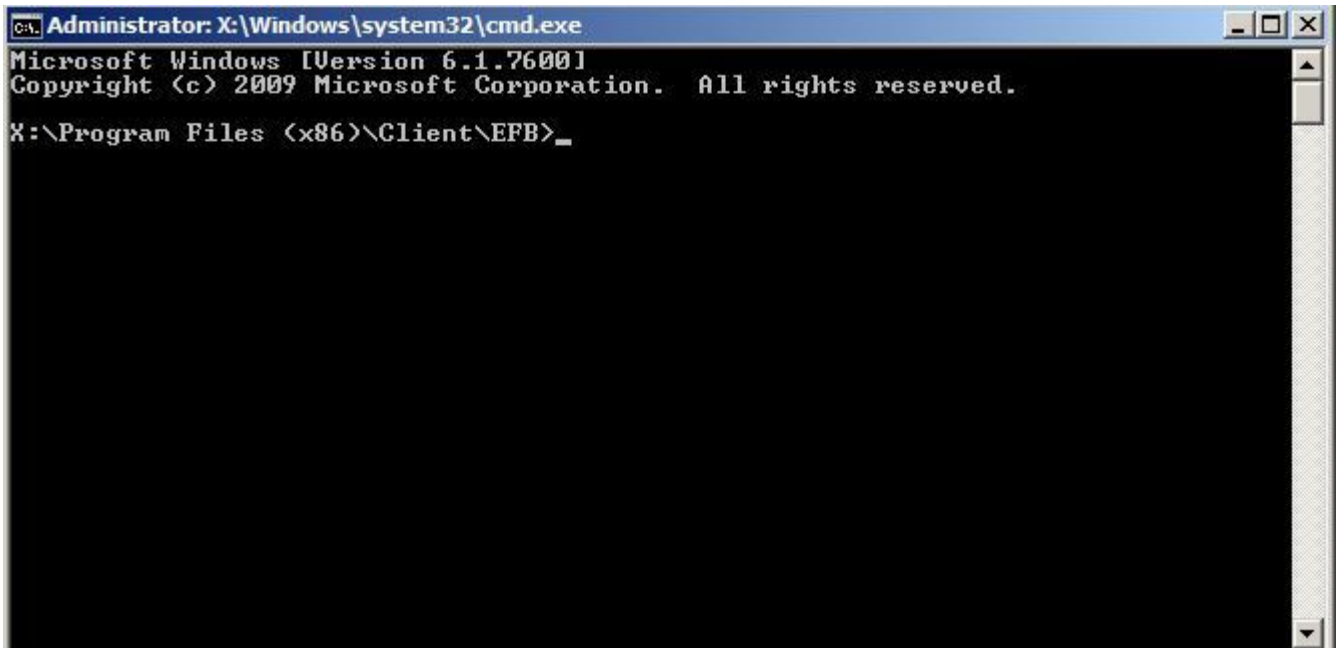 Administrator: X:\Windows\system32\cmd.exe
Microsoft Windows [Version 6.1.7600]
Copyright (c) 2009 Microsoft Corporation.  All rights reserved.
X:\Program Files (x86)\Client\EFB>_